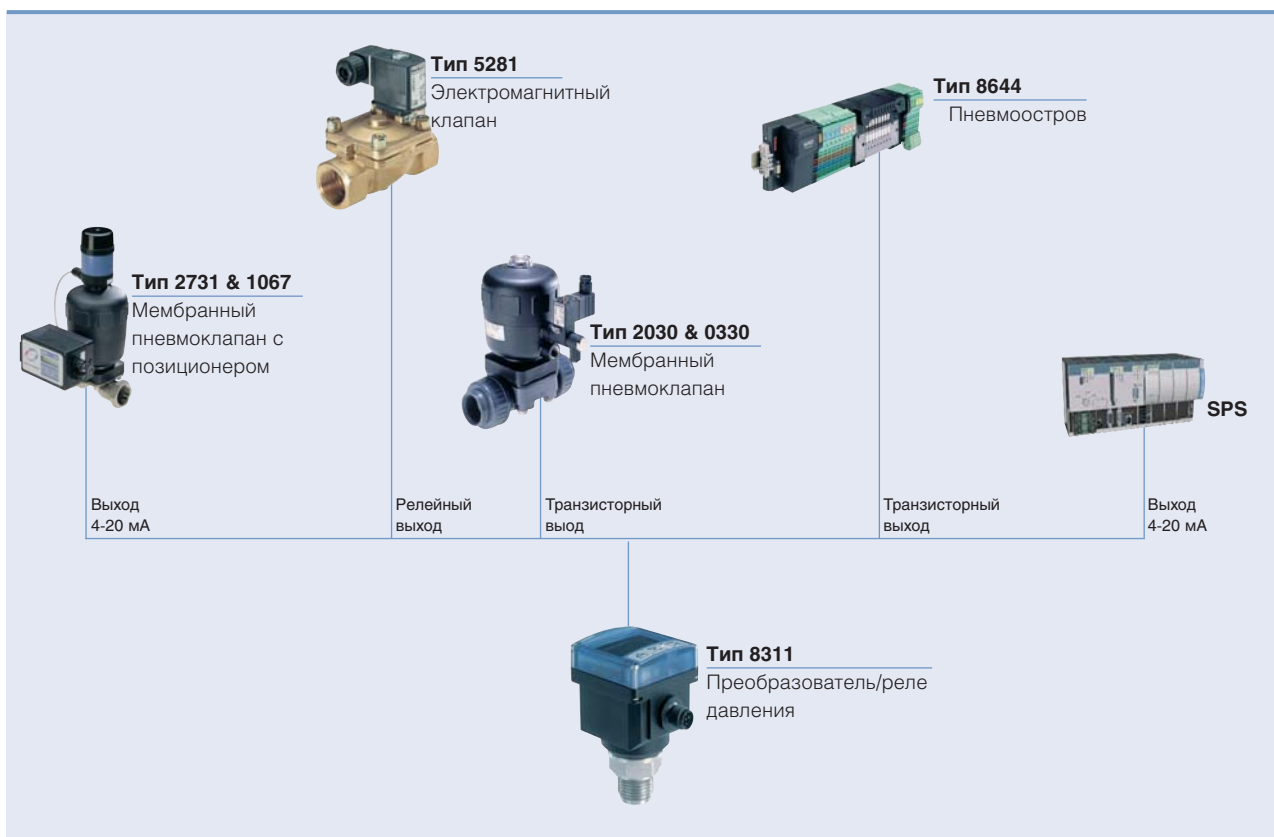 Тип 5281
Электромагнитный
клапан
Тип 8644
Пневмоостров
Тип 2731 & 1067
Мембранный
пневмоклапан с
позиционером
Тип 2030 & 0330
Мембранный
пневмоклапан
SPS
Выход
4-20 мА
Релейный
выход
Транзисторный
выод
Транзисторный
выход
Выход
4-20 мА
Тип 8311
Преобразователь/реле
давления